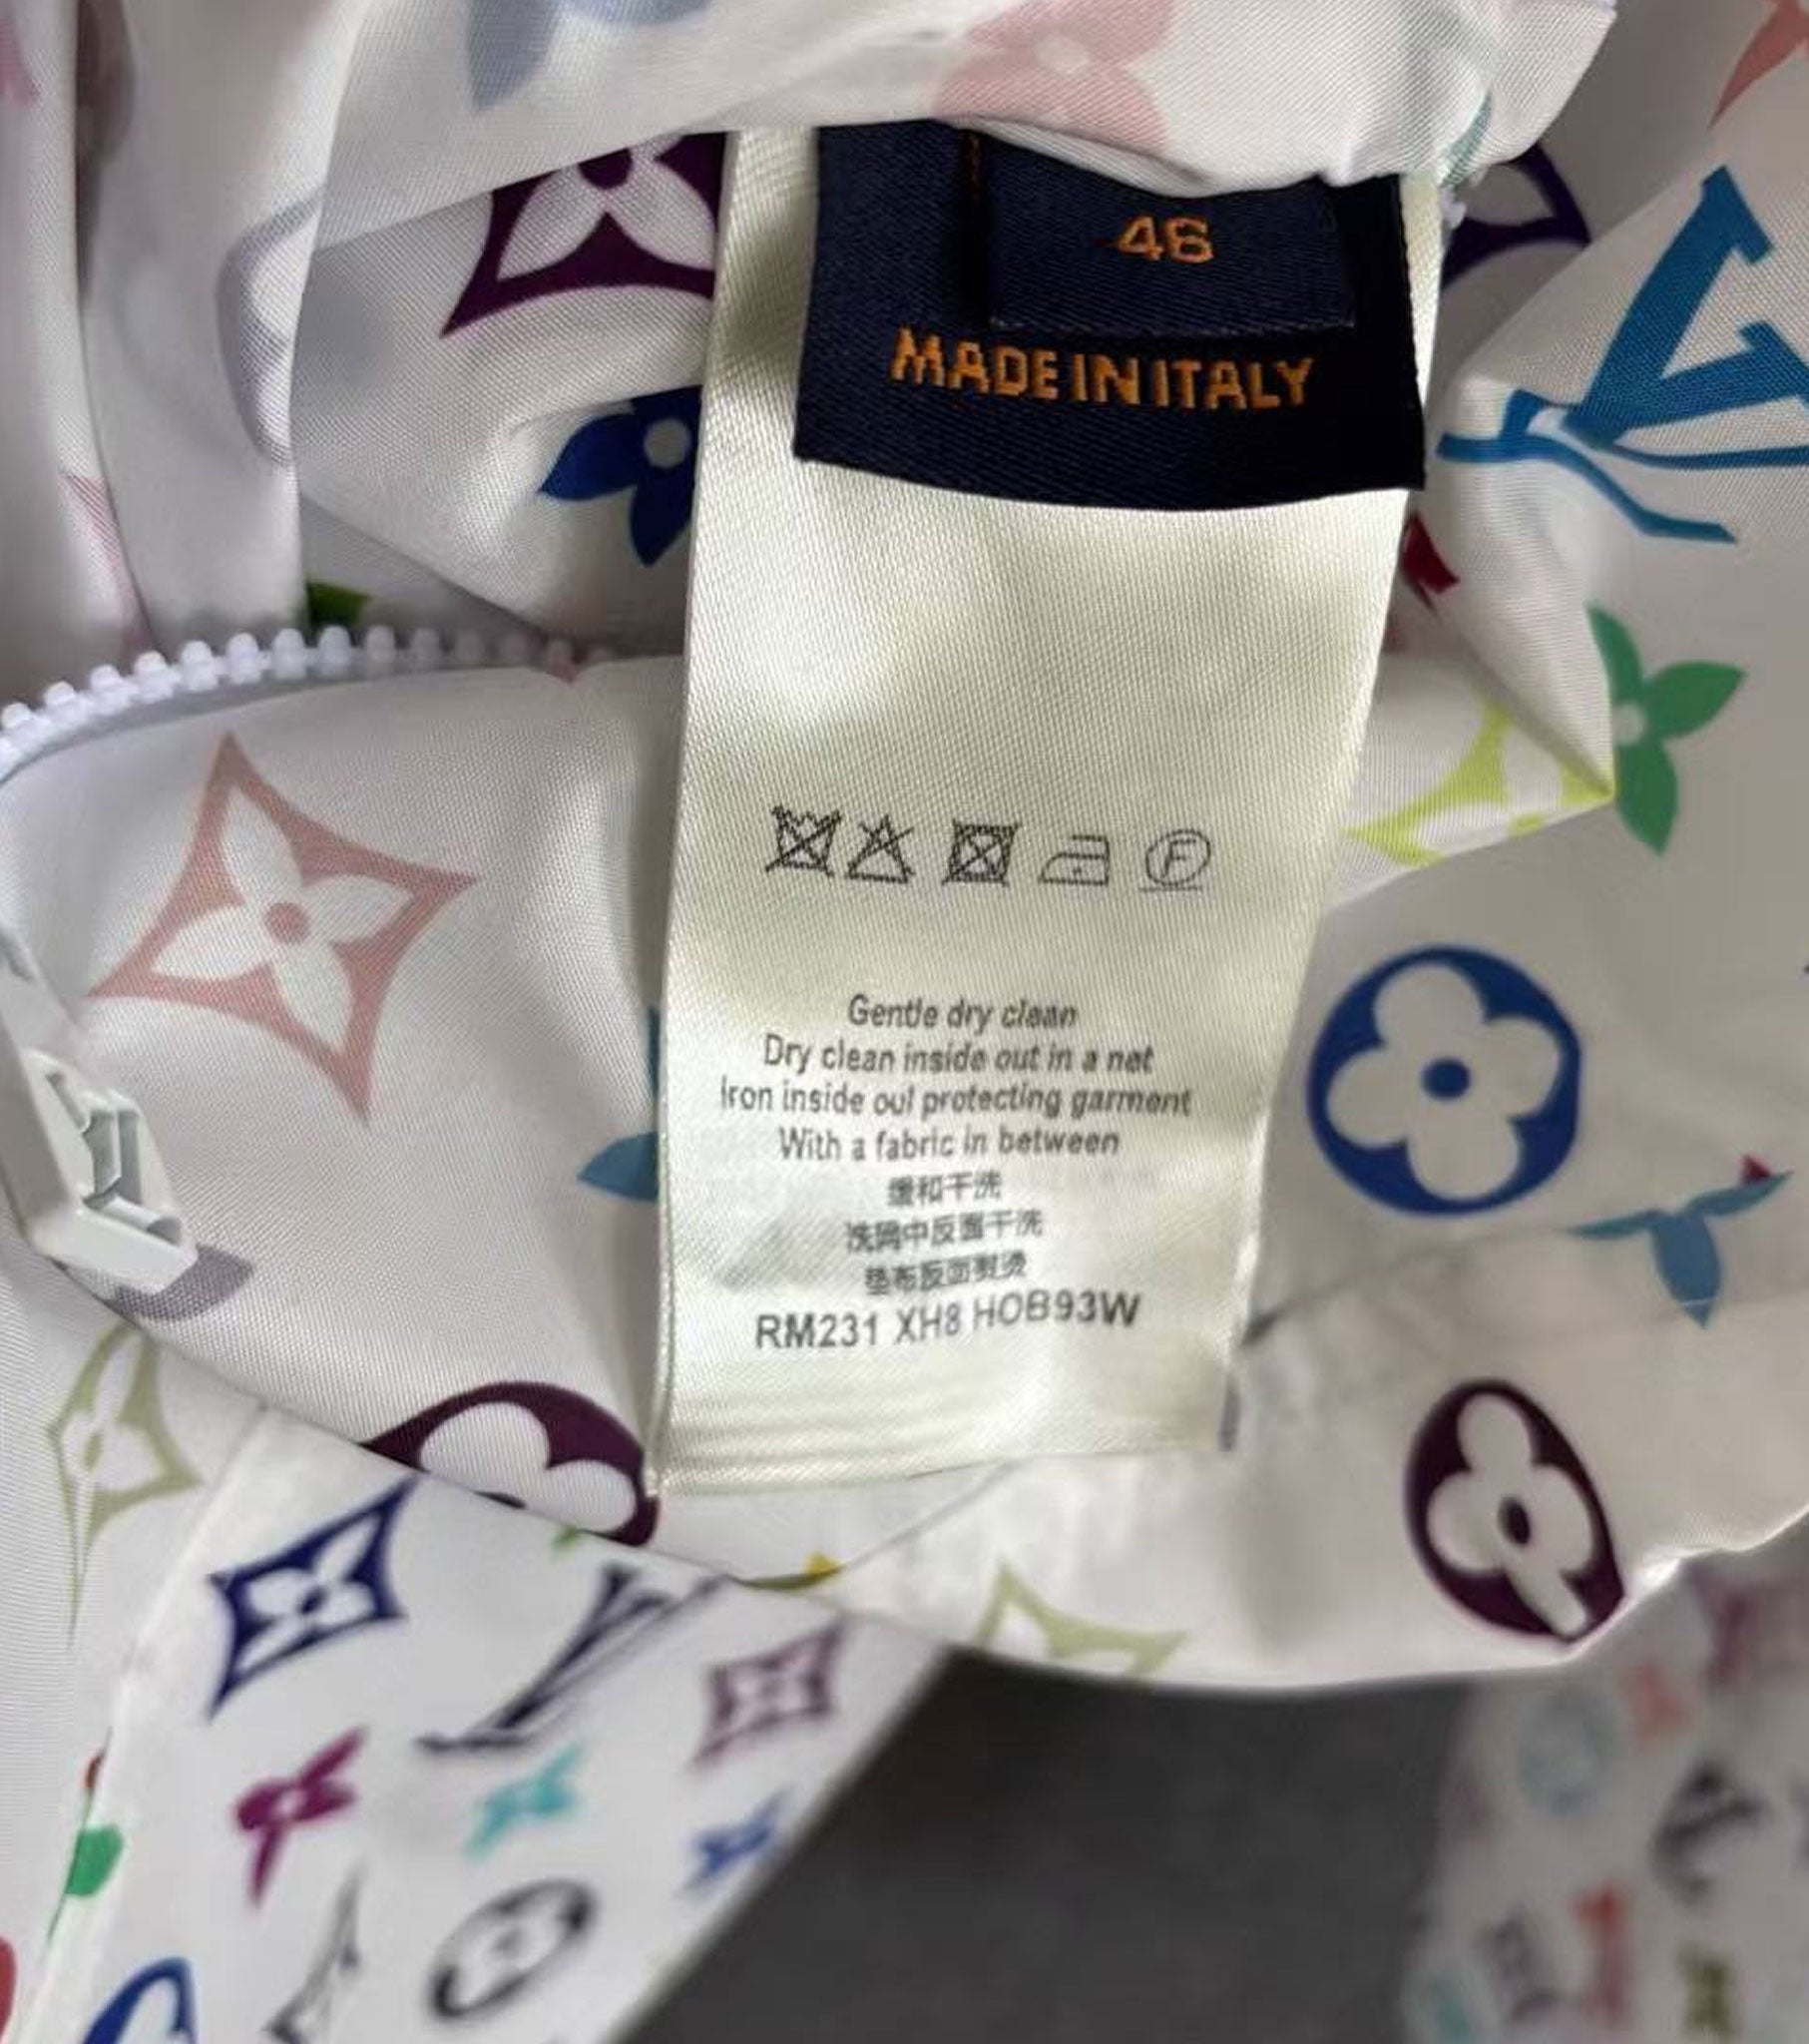 46
MADE IN ITALY
F
Gentle dry clean
Dry clean inside out in a net
Iron inside out protecting garment
With a fabric in between
缓和干洗
洗网中反面干洗
垫布反面熨烫
RM231 XH8 HOB93W